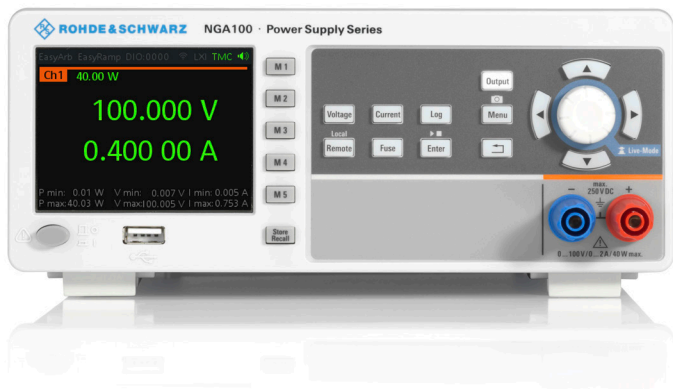 ROHDE&SCHWARZ NGA100 · Power Supply Series
EasyArb EasyRamp DIO:0000 LXI TMC
Ch1 40.00 W
100.000 V
0.400 00 A
P min: 0.01 W V min: 0.007 V I min: 0.005 A
P max: 40.03 W V max: 100.005 V I max: 0.753 A
M 1
M 2
M 3
M 4
M 5
Store
Recall
Output
Voltage Current Log Menu
Local
Remote Fuse Enter
Live-Mode
max.
250 V DC
− +
0...100 V / 0...2 A / 40 W max.